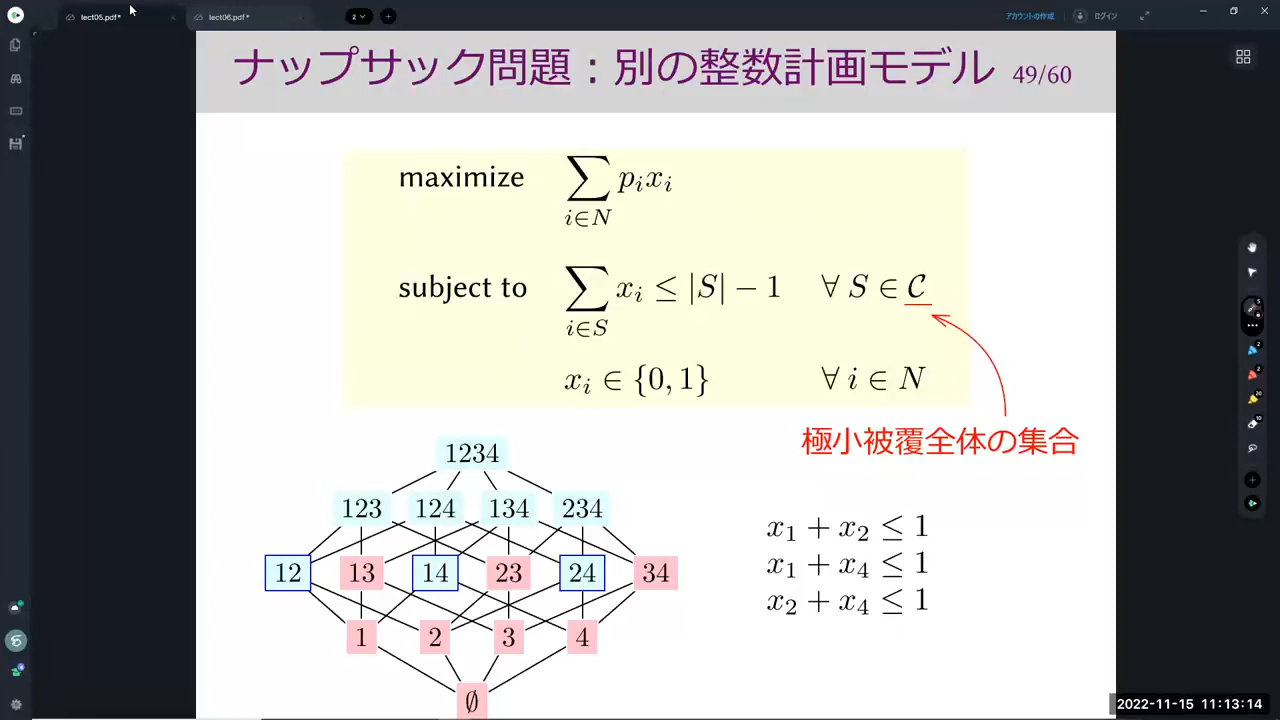 lect05.pdf*
lect06.pdf*
2
アカウントの作成
ログイン
ナップサック問題：別の整数計画モデル 49/60
maximize ∑_{i∈N} p_i x_i
subject to ∑_{i∈S} x_i ≤ |S| − 1 ∀ S ∈ 𝒞
x_i ∈ {0, 1} ∀ i ∈ N
極小被覆全体の集合
1234
123 124 134 234
12 13 14 23 24 34
1 2 3 4
∅
x_1 + x_2 ≤ 1
x_1 + x_4 ≤ 1
x_2 + x_4 ≤ 1
2022-11-15 11:13:14